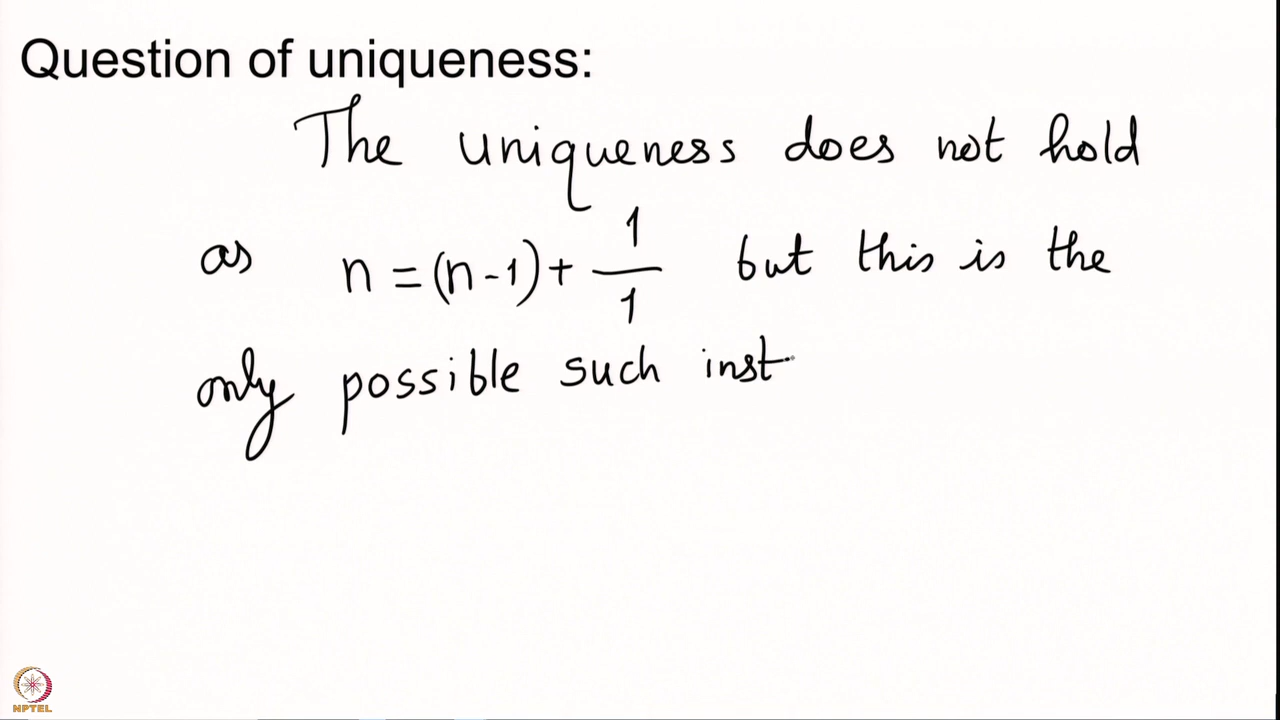 Question of uniqueness:
The uniqueness does not hold
as n = (n-1) + 1/1 but this is the
only possible such inst
NPTEL